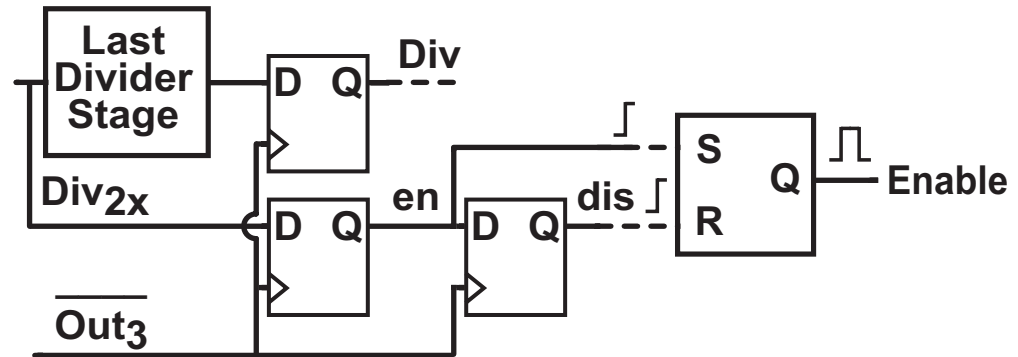 Last
Divider
Stage
D Q
Div
Div2x
D Q
en
D Q
dis
S
R
Q
Enable
Out3